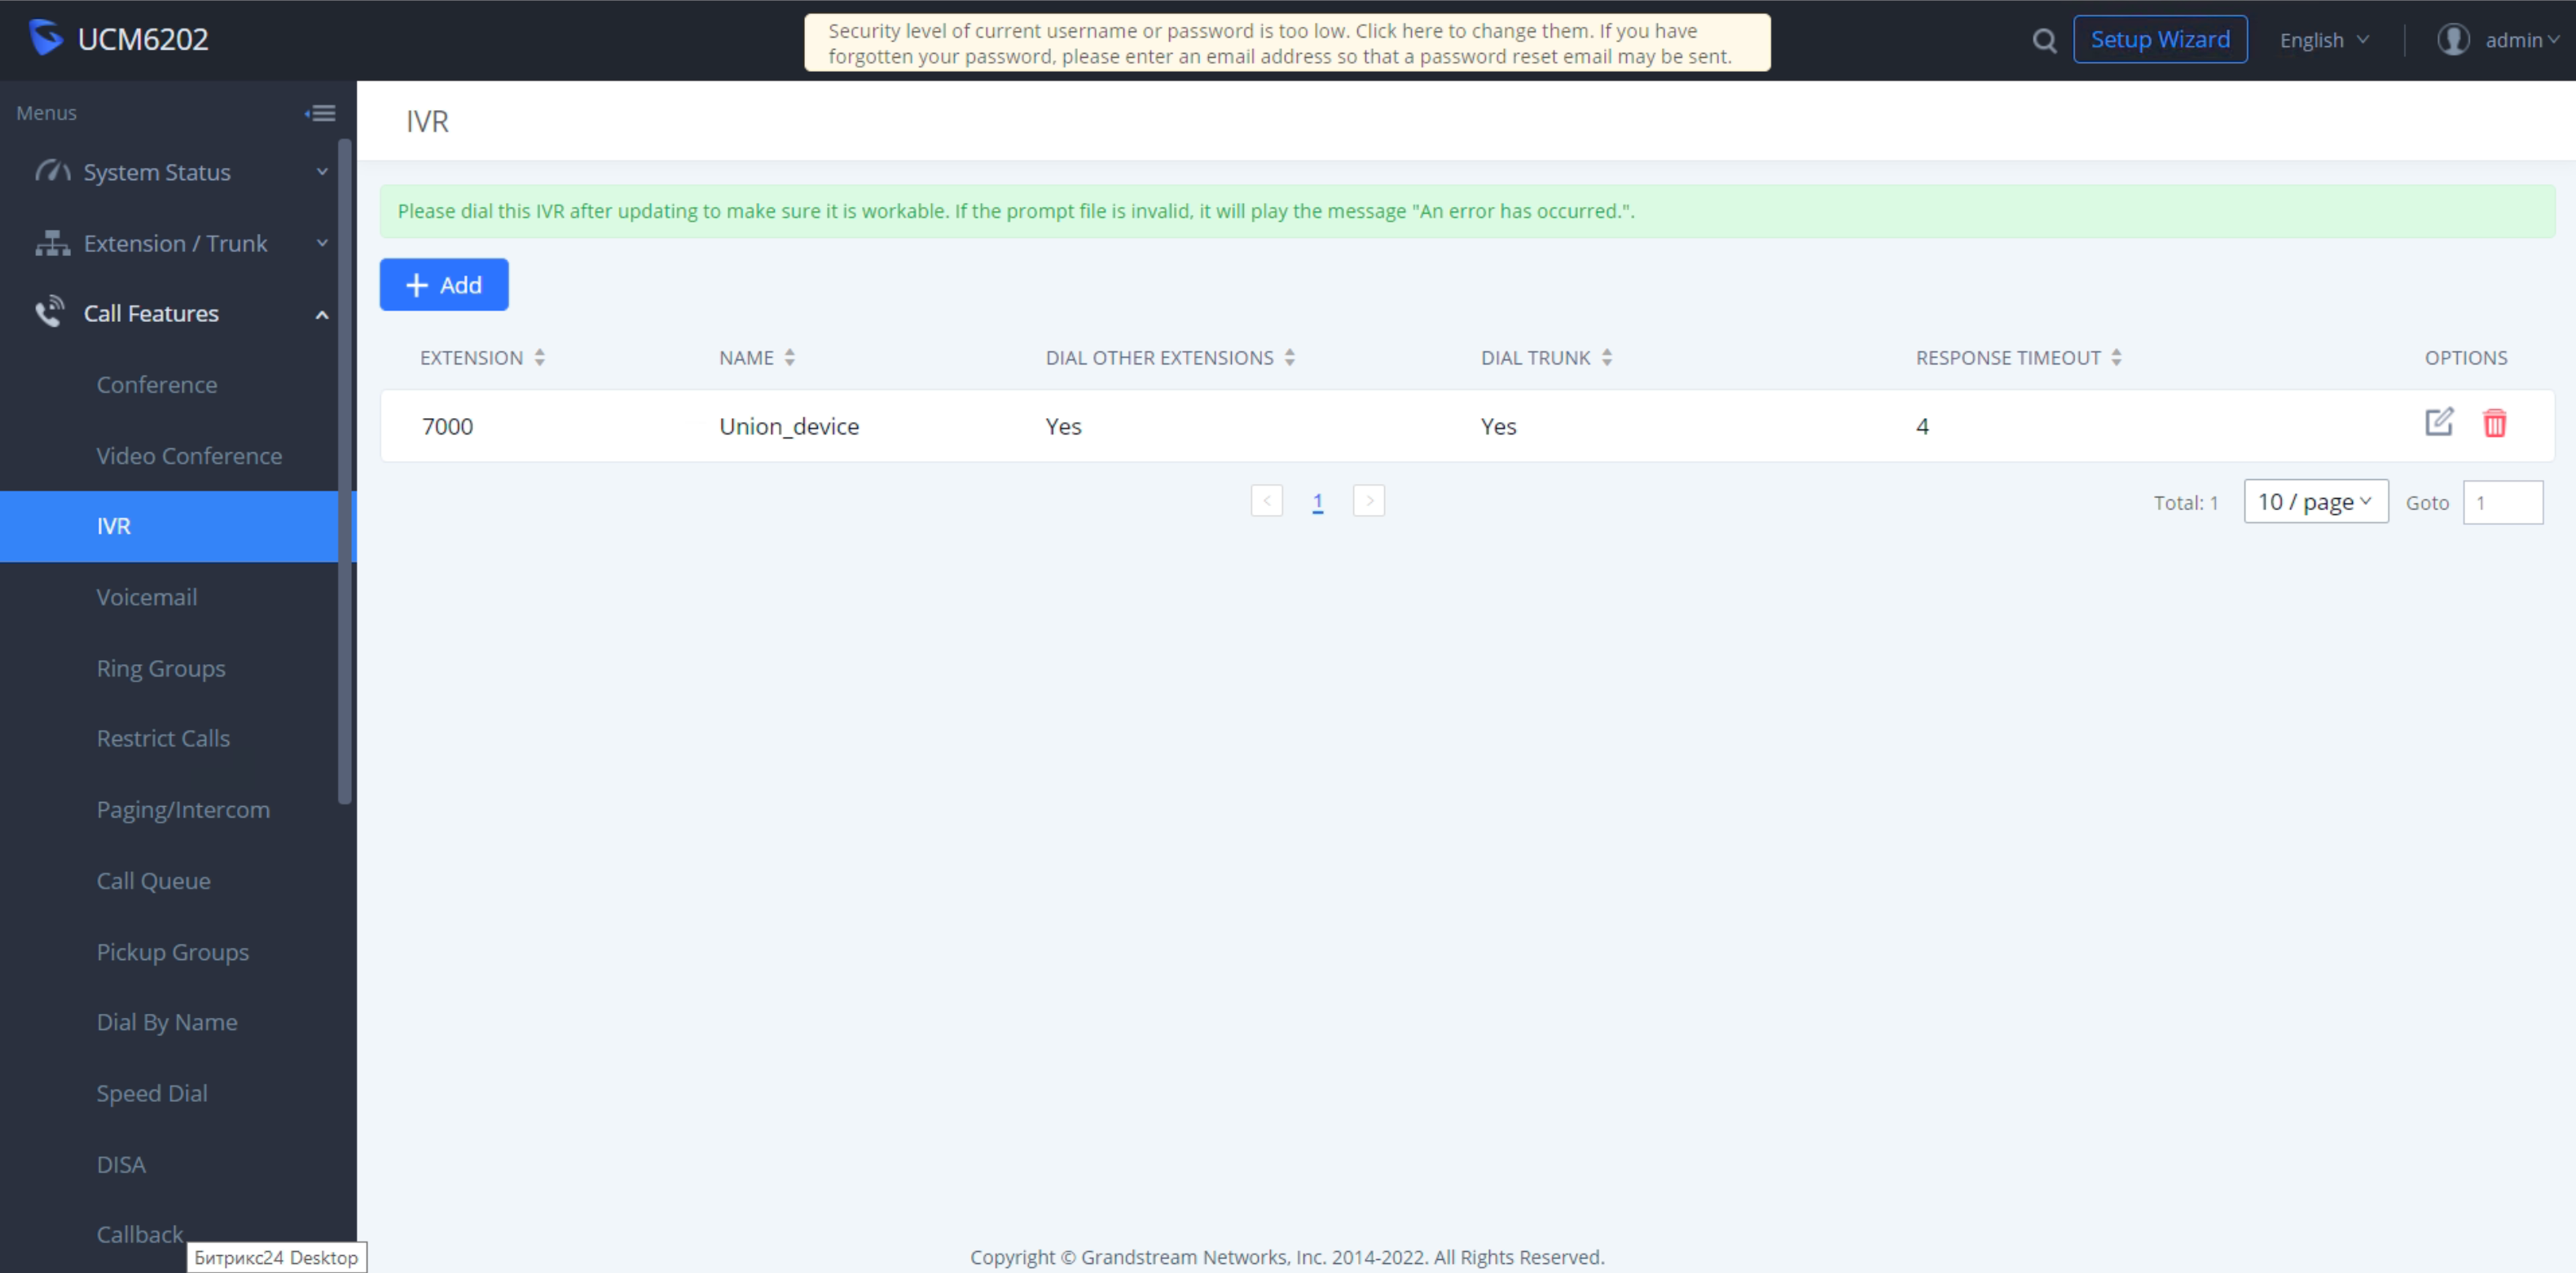 UCM6202
Security level of current username or password is too low. Click here to change them. If you have
forgotten your password, please enter an email address so that a password reset email may be sent.
Setup Wizard
English
admin
Menus
System Status
Extension / Trunk
Call Features
Conference
Video Conference
IVR
Voicemail
Ring Groups
Restrict Calls
Paging/Intercom
Call Queue
Pickup Groups
Dial By Name
Speed Dial
DISA
Callback
Битрикс24 Desktop
IVR
Please dial this IVR after updating to make sure it is workable. If the prompt file is invalid, it will play the message "An error has occurred.".
+ Add
EXTENSION NAME DIAL OTHER EXTENSIONS DIAL TRUNK RESPONSE TIMEOUT OPTIONS
7000 Union_device Yes Yes 4
< 1 > Total: 1 10 / page Goto 1
Copyright © Grandstream Networks, Inc. 2014-2022. All Rights Reserved.